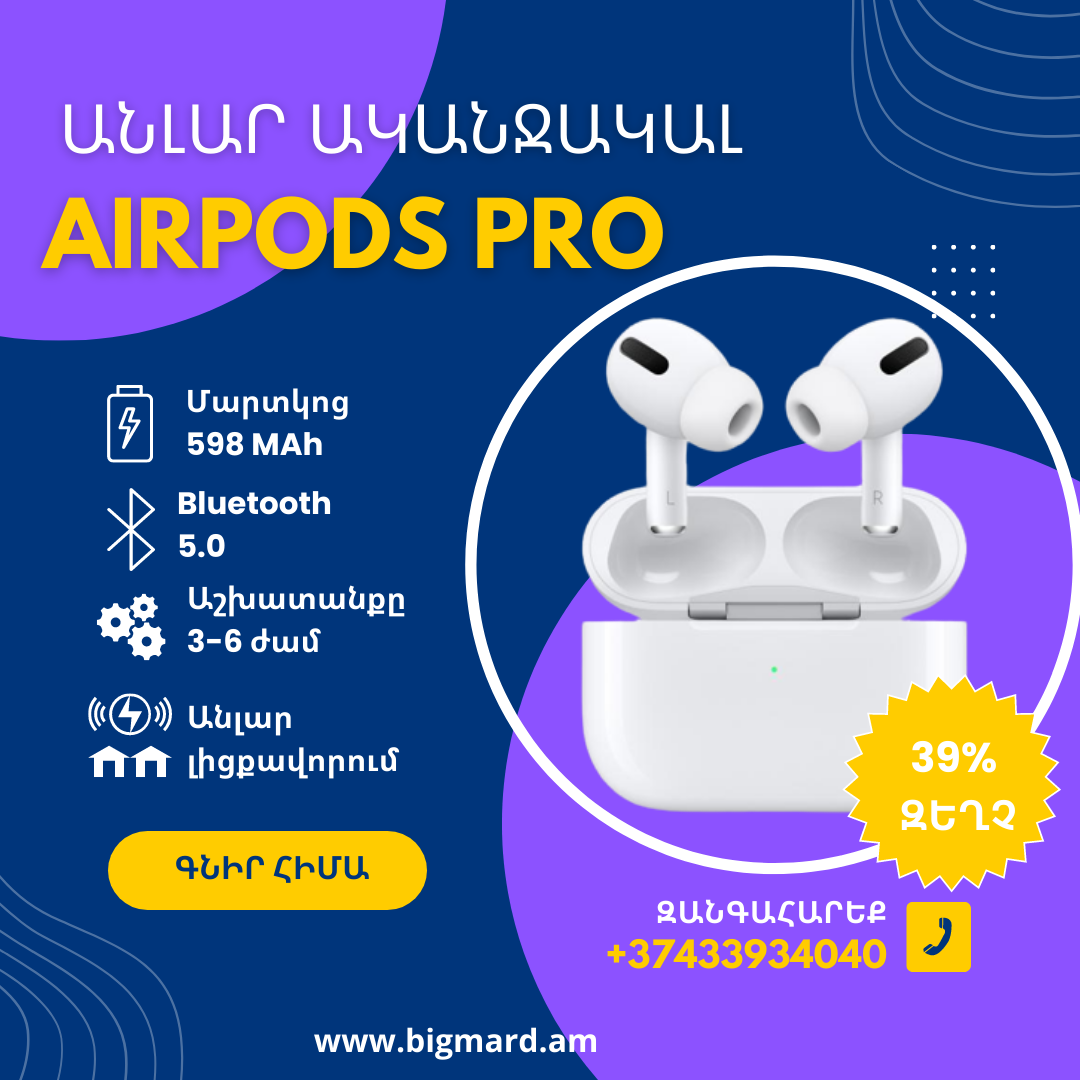 ԱՆԼԱՐ ԱԿԱՆՋԱԿԱԼ
AIRPODS PRO
Մարտկոց
598 MAh
Bluetooth
5.0
Աշխատանքը
3-6 ժամ
Անլար
լիցքավորում
ԳՆԻՐ ՀԻՄԱ
L
R
39%
ԶԵՂՉ
ԶԱՆԳԱՀԱՐԵՔ
+37433934040
www.bigmard.am